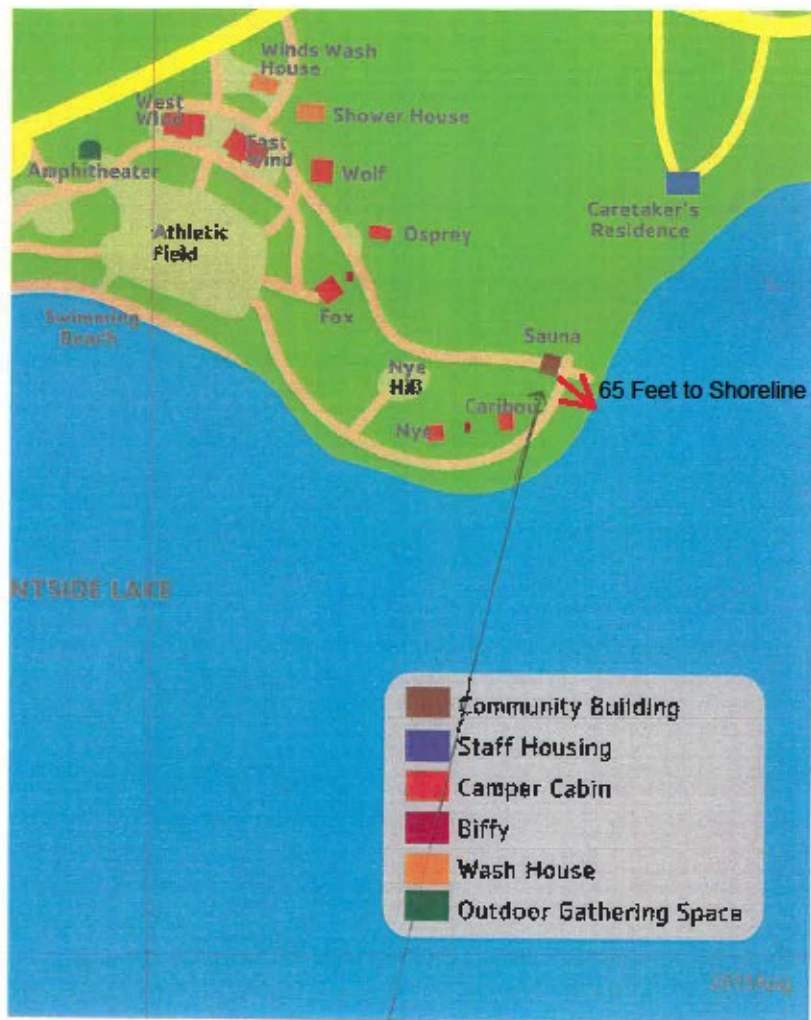 Winds Wash
House
West
Wind
Shower House
East
Wind
Amphitheater
Wolf
Caretaker's
Residence
Athletic
Field
Osprey
Swimming
Beach
Fox
Sauna
Nye
65 Feet to Shoreline
Caribou
Nye
NTSIDE LAKE
Community Building
Staff Housing
Camper Cabin
Biffy
Wash House
Outdoor Gathering Space